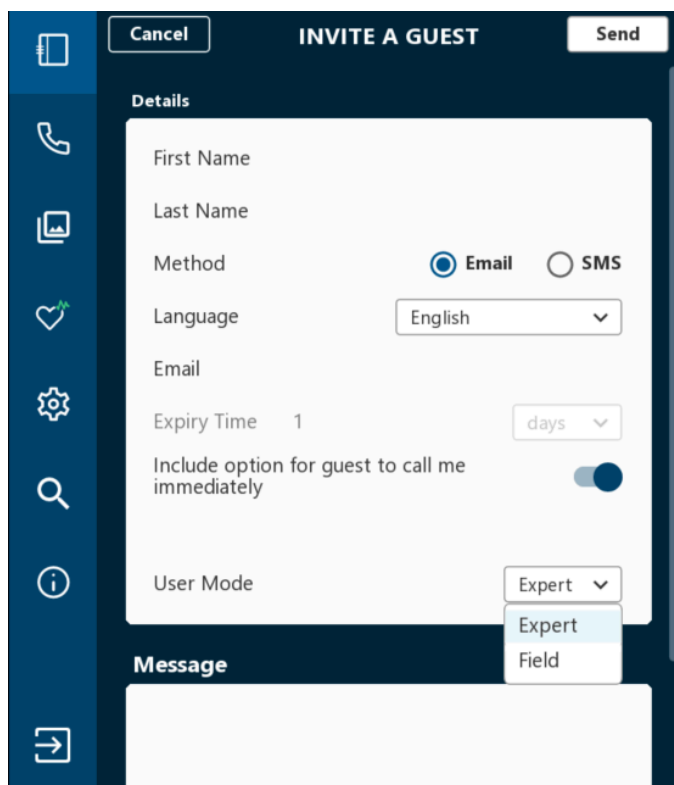 Cancel INVITE A GUEST Send
Details
First Name
Last Name
Method Email SMS
Language English
Email
Expiry Time 1 days
Include option for guest to call me
immediately
User Mode Expert
Expert
Field
Message